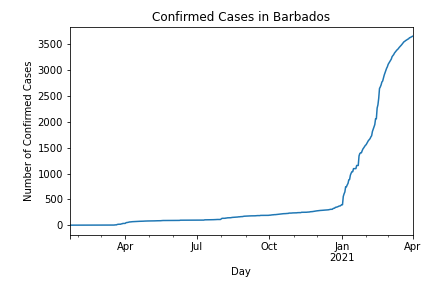 Confirmed Cases in Barbados
Number of Confirmed Cases
3500
3000
2500
2000
1500
1000
500
0
Apr
Jul
Oct
Jan
2021
Apr
Day